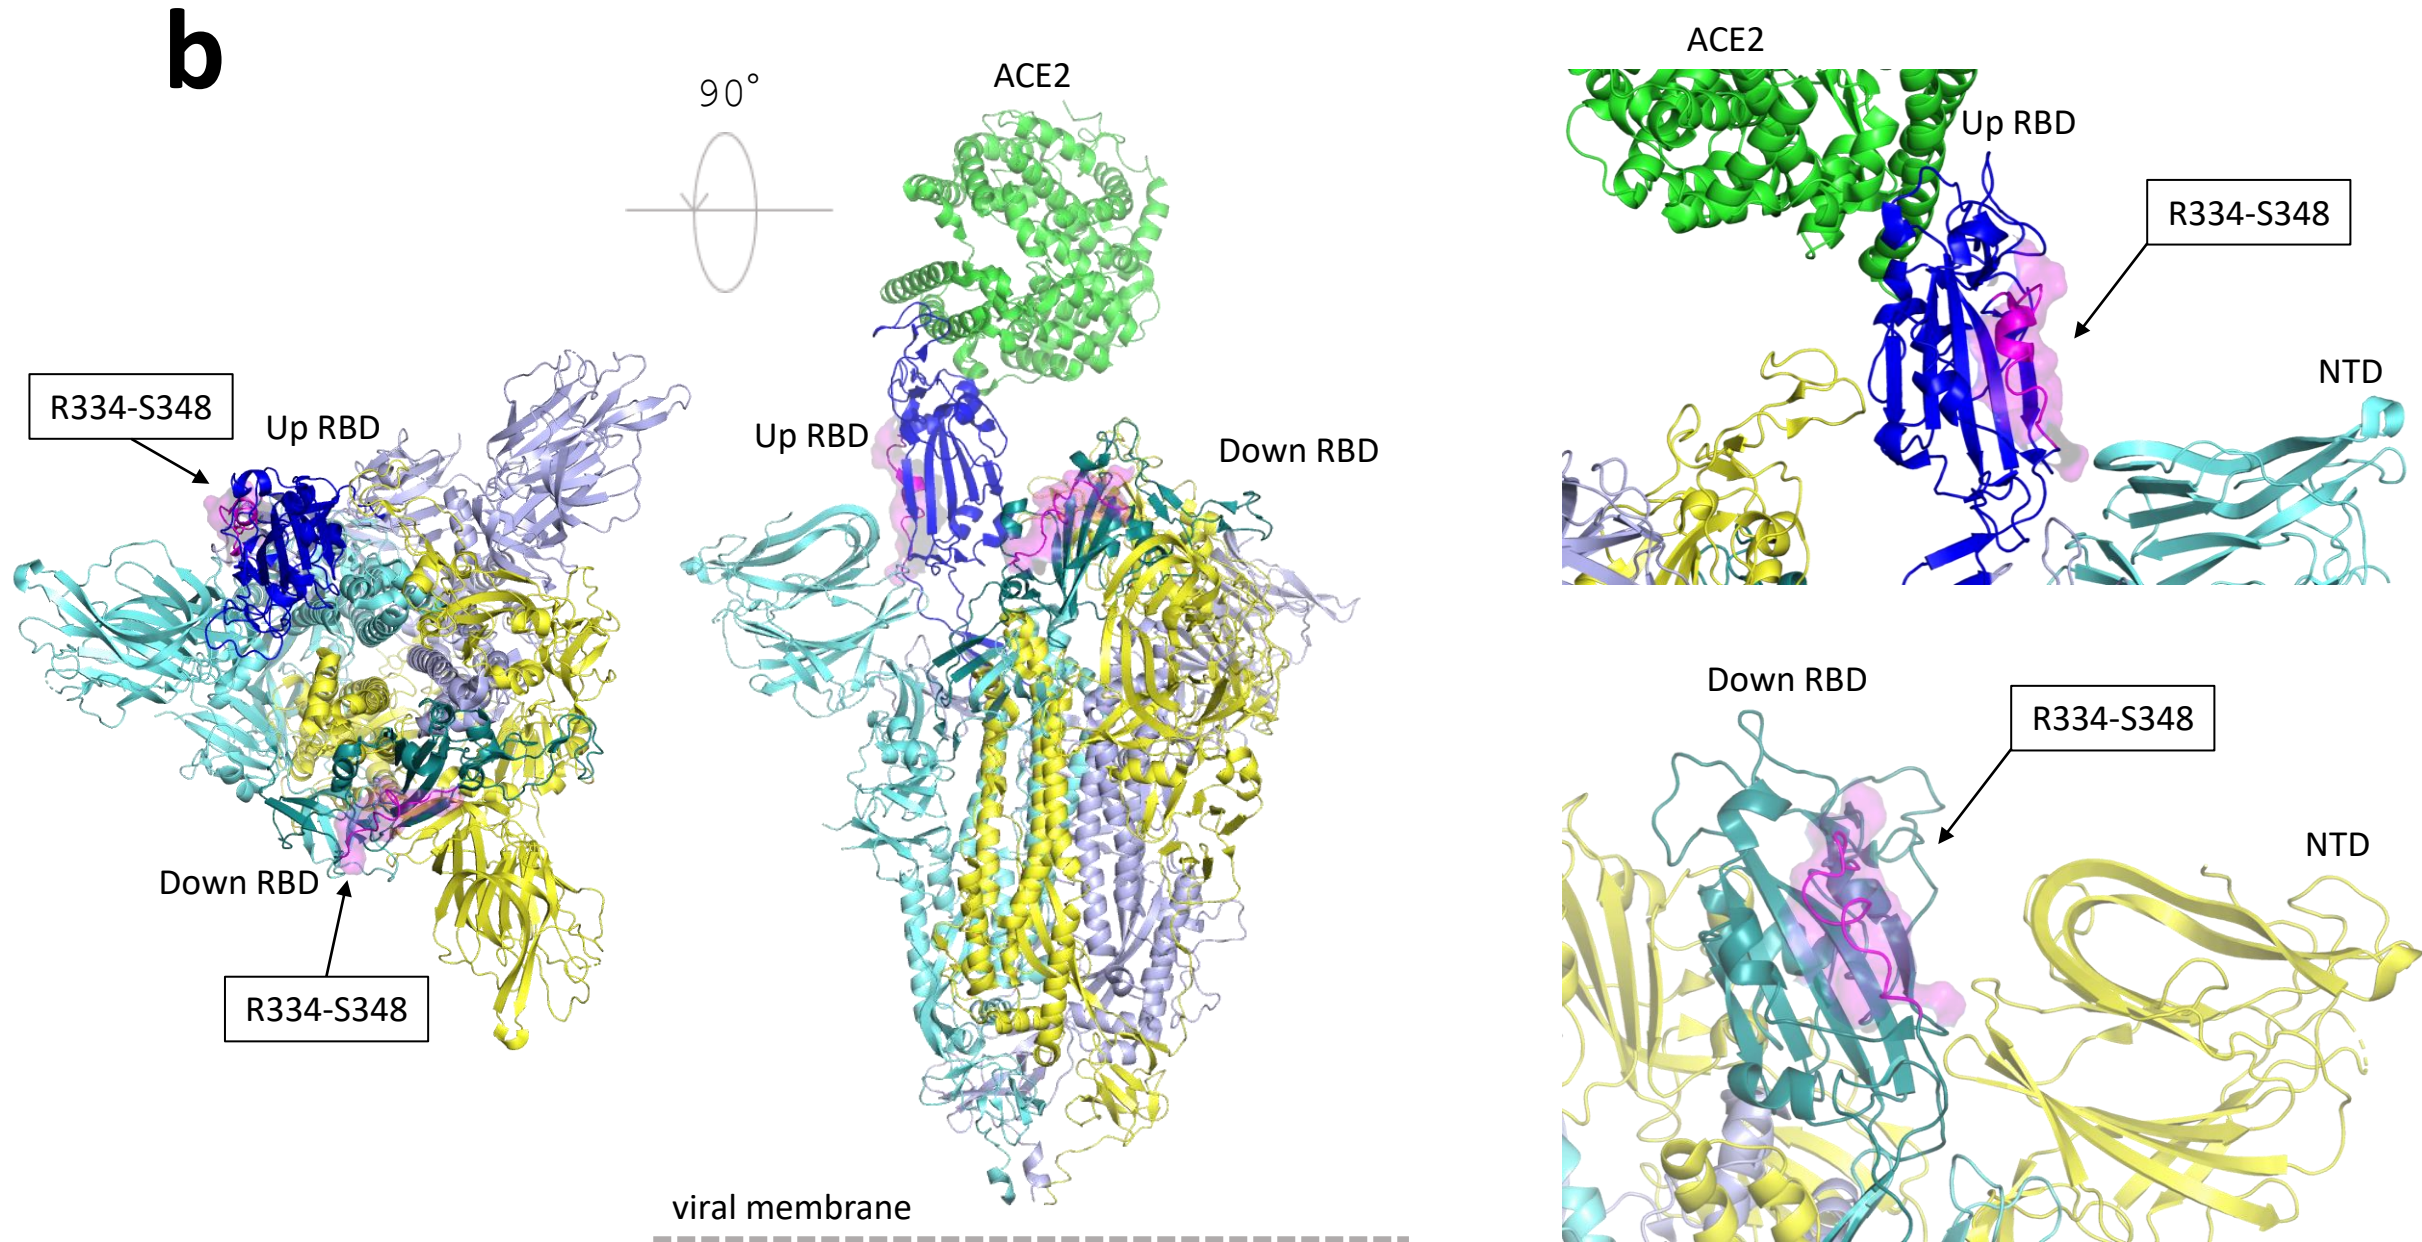 b
90°
ACE2
R334-S348
Up RBD
Up RBD
Down RBD
Down RBD
R334-S348
viral membrane
ACE2
Up RBD
R334-S348
NTD
Down RBD
R334-S348
NTD